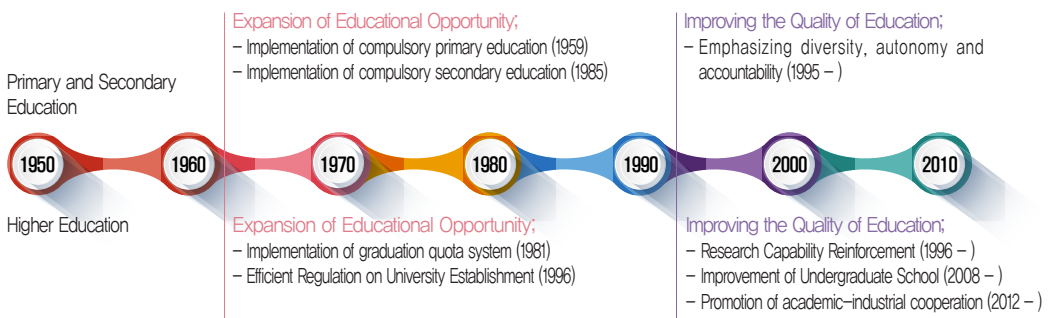 Expansion of Educational Opportunity;
– Implementation of compulsory primary education (1959)
– Implementation of compulsory secondary education (1985)
Improving the Quality of Education;
– Emphasizing diversity, autonomy and
accountability (1995 – )
Primary and Secondary
Education
1950 1960 1970 1980 1990 2000 2010
Higher Education
Expansion of Educational Opportunity;
– Implementation of graduation quota system (1981)
– Efficient Regulation on University Establishment (1996)
Improving the Quality of Education;
– Research Capability Reinforcement (1996 – )
– Improvement of Undergraduate School (2008 – )
– Promotion of academic–industrial cooperation (2012 – )